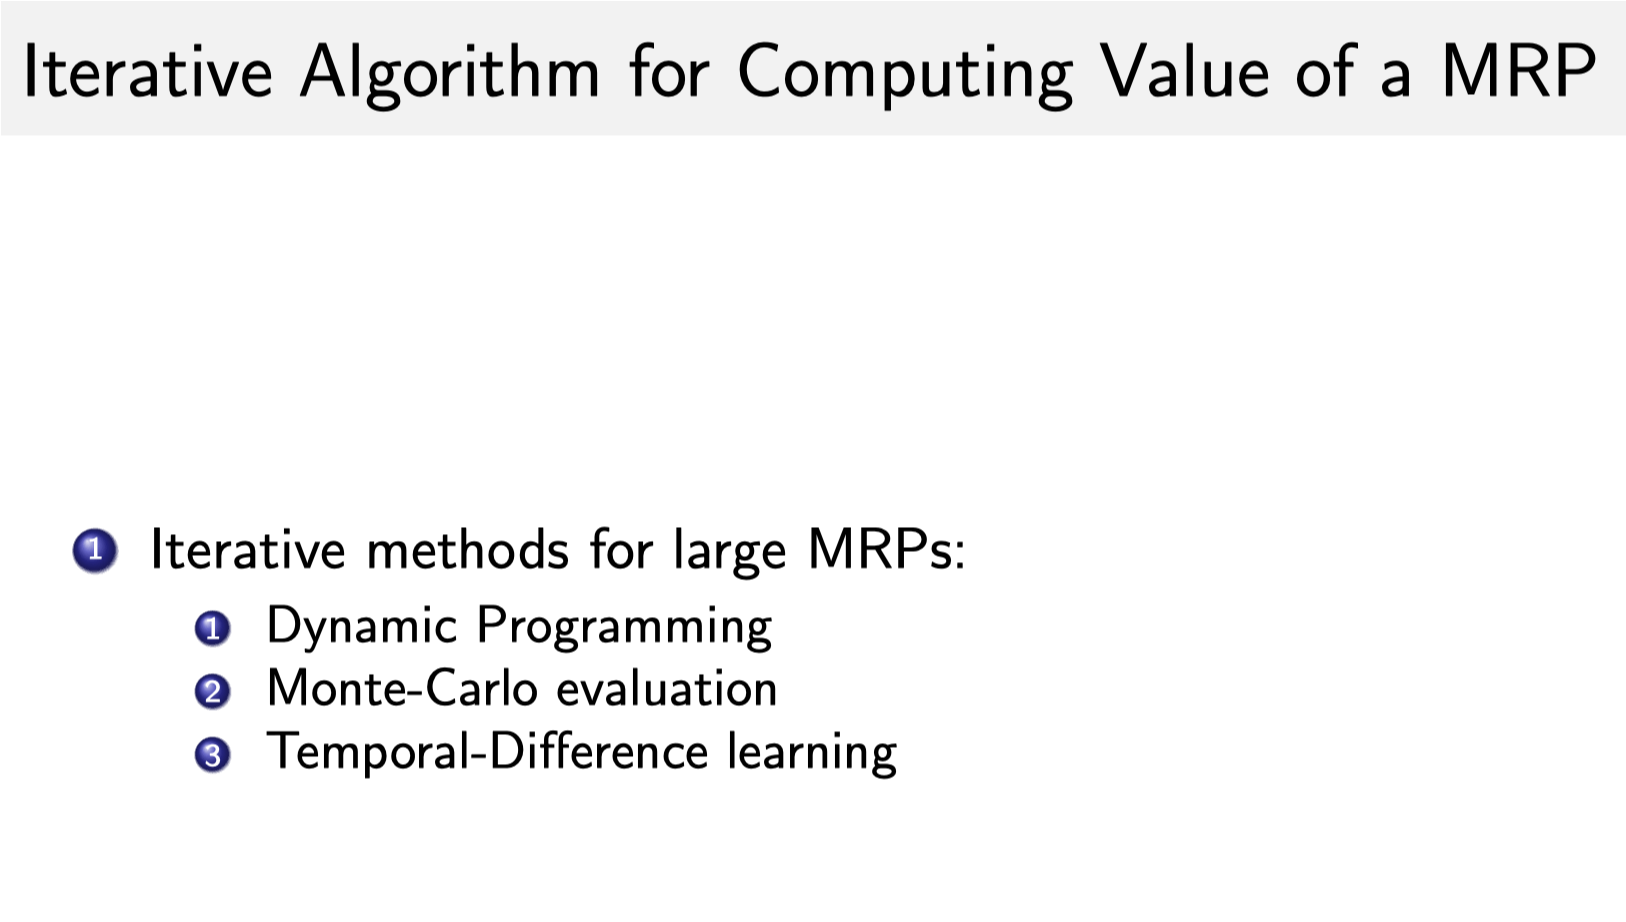 Iterative Algorithm for Computing Value of a MRP
1 Iterative methods for large MRPs:
1 Dynamic Programming
2 Monte-Carlo evaluation
3 Temporal-Difference learning